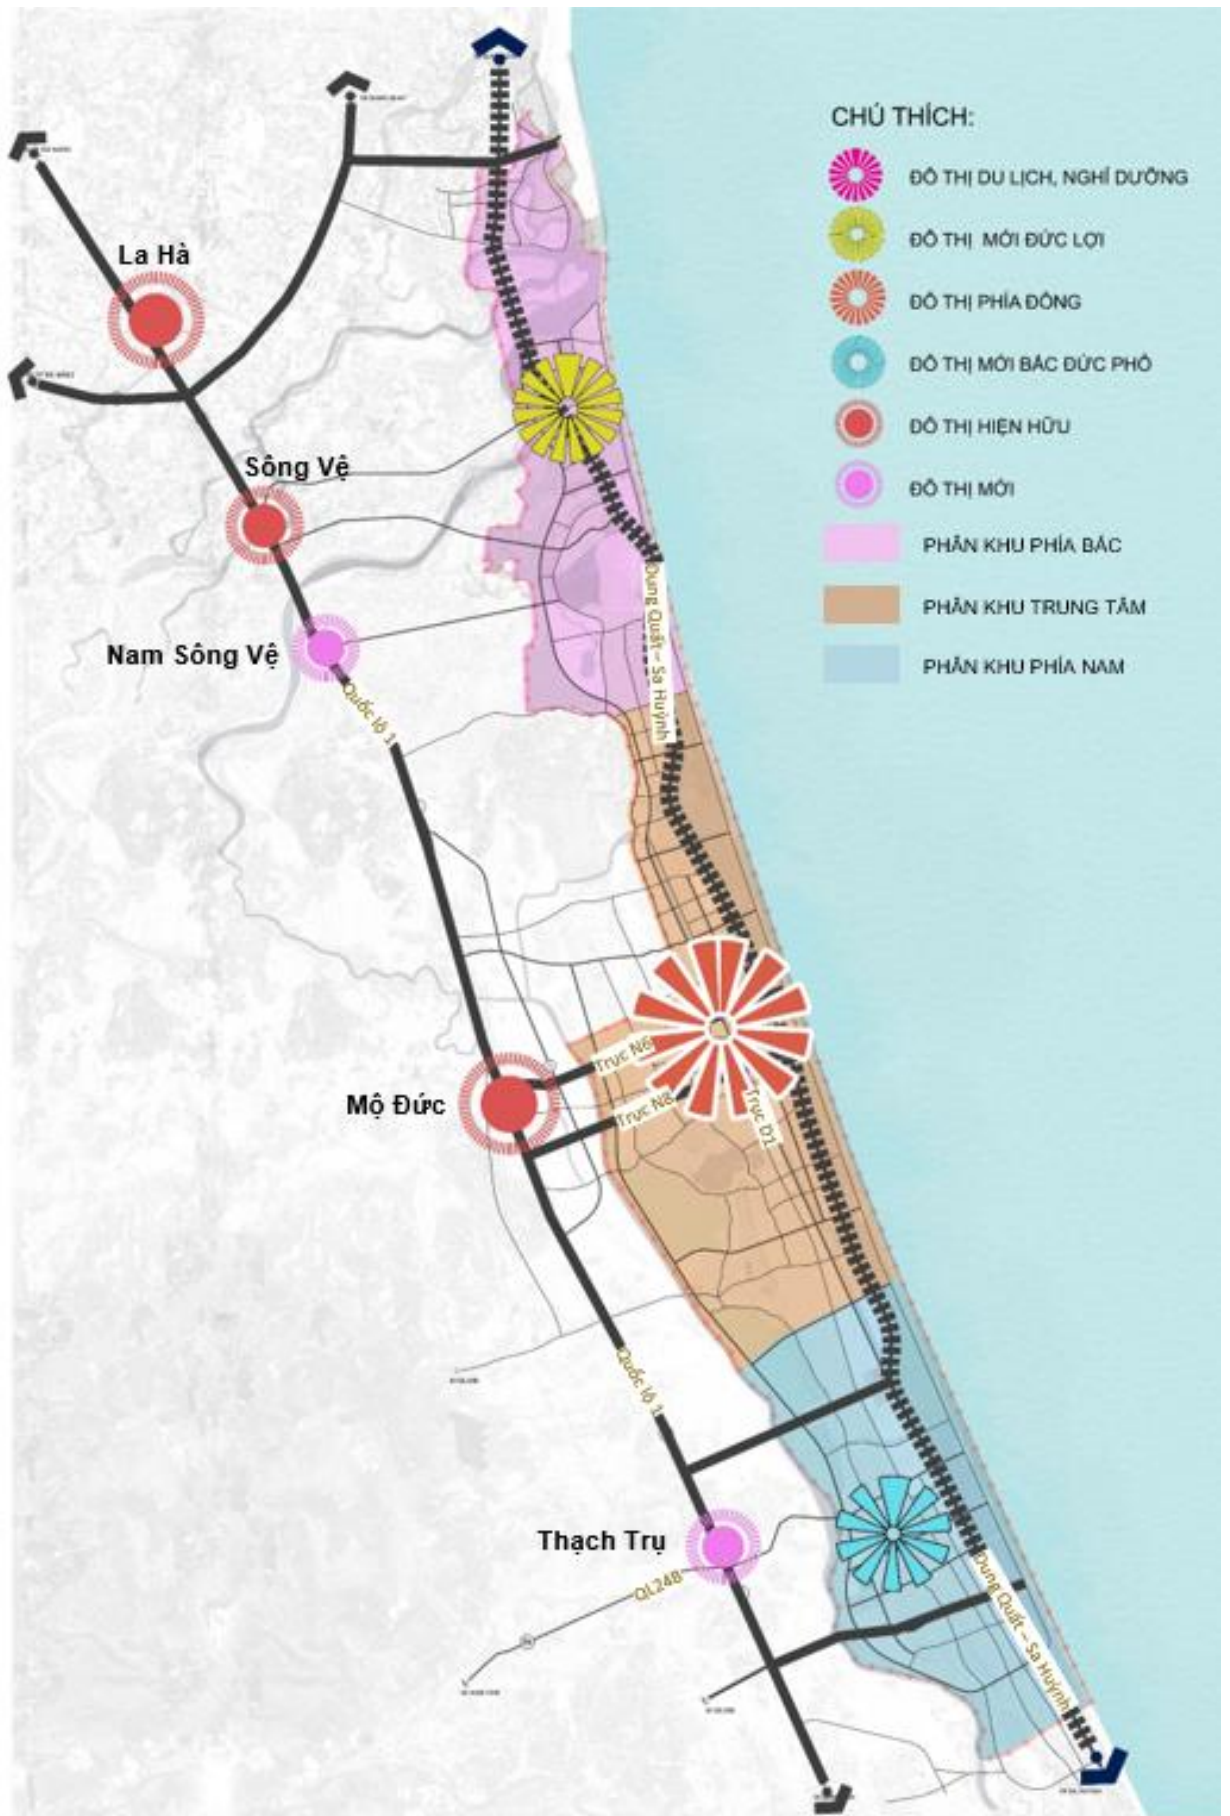 CHÚ THÍCH:
ĐÔ THỊ DU LỊCH, NGHỈ DƯỠNG
ĐÔ THỊ MỚI ĐỨC LỢI
ĐÔ THỊ PHÍA ĐÔNG
ĐÔ THỊ MỚI BẮC ĐỨC PHỔ
ĐÔ THỊ HIỆN HỮU
ĐÔ THỊ MỚI
PHÂN KHU PHÍA BẮC
PHÂN KHU TRUNG TÂM
PHÂN KHU PHÍA NAM
La Hà
Sông Vệ
Nam Sông Vệ
Quốc lộ 1
Dung Quất – Sa Huỳnh
Trục N6
Mộ Đức
Trục N8
Trục D1
Quốc lộ 1
Thạch Trụ
QL24B
Dung Quất – Sa Huỳnh